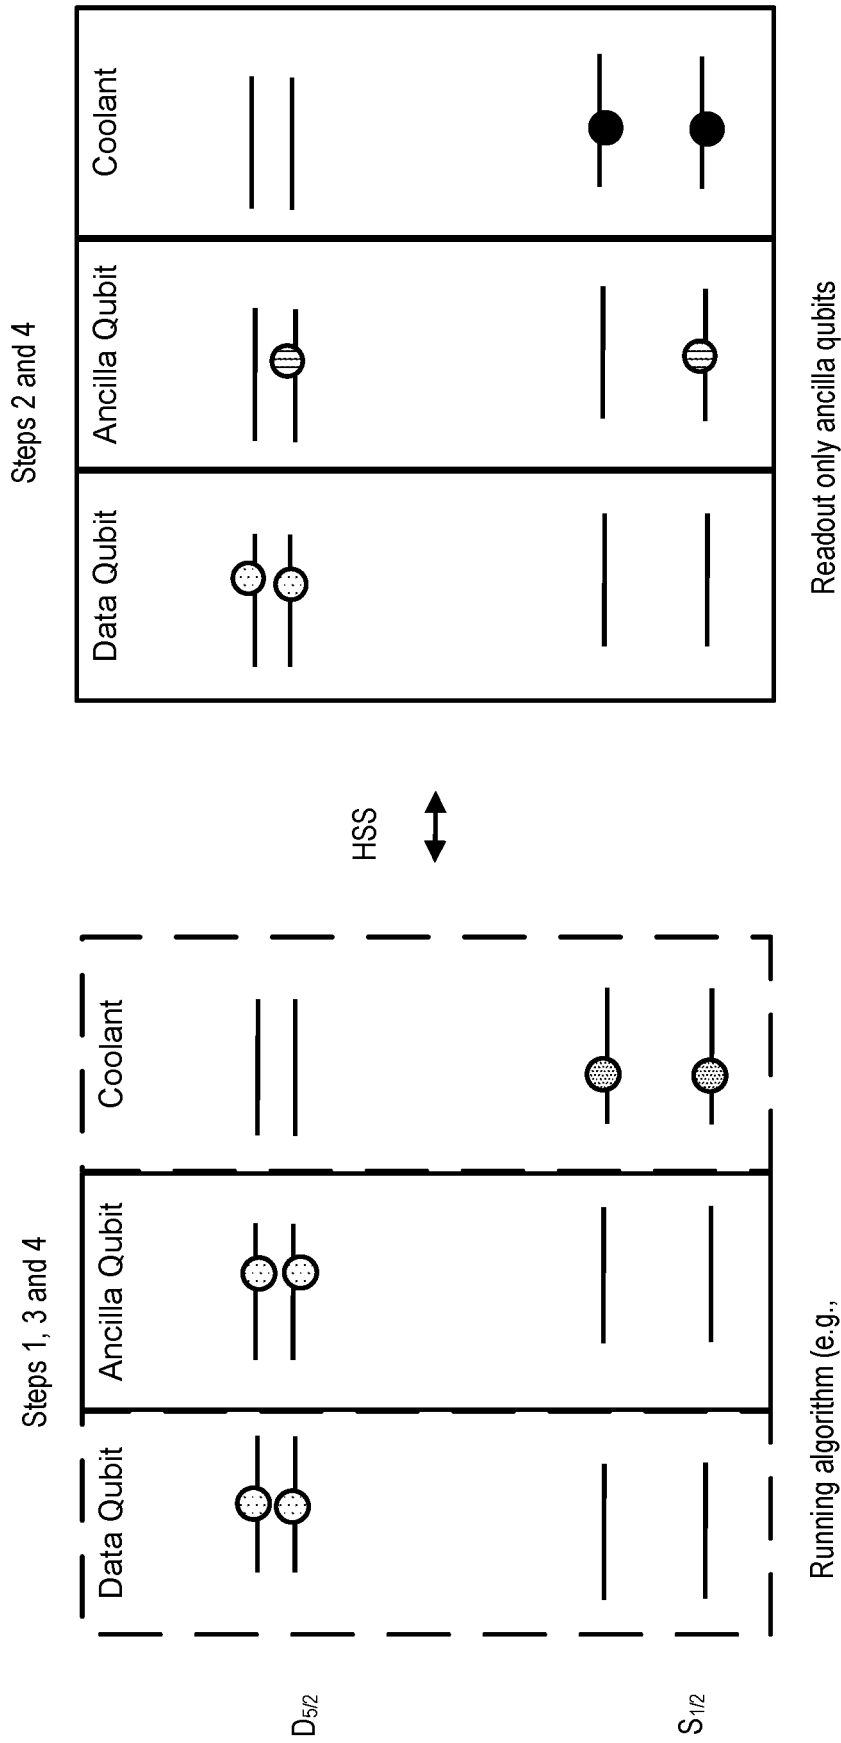 Steps 1, 3 and 4
Steps 2 and 4
Data Qubit
Ancilla Qubit
Coolant
Data Qubit
Ancilla Qubit
Coolant
D5/2
HSS
S1/2
Running algorithm (e.g.,
Readout only ancilla qubits